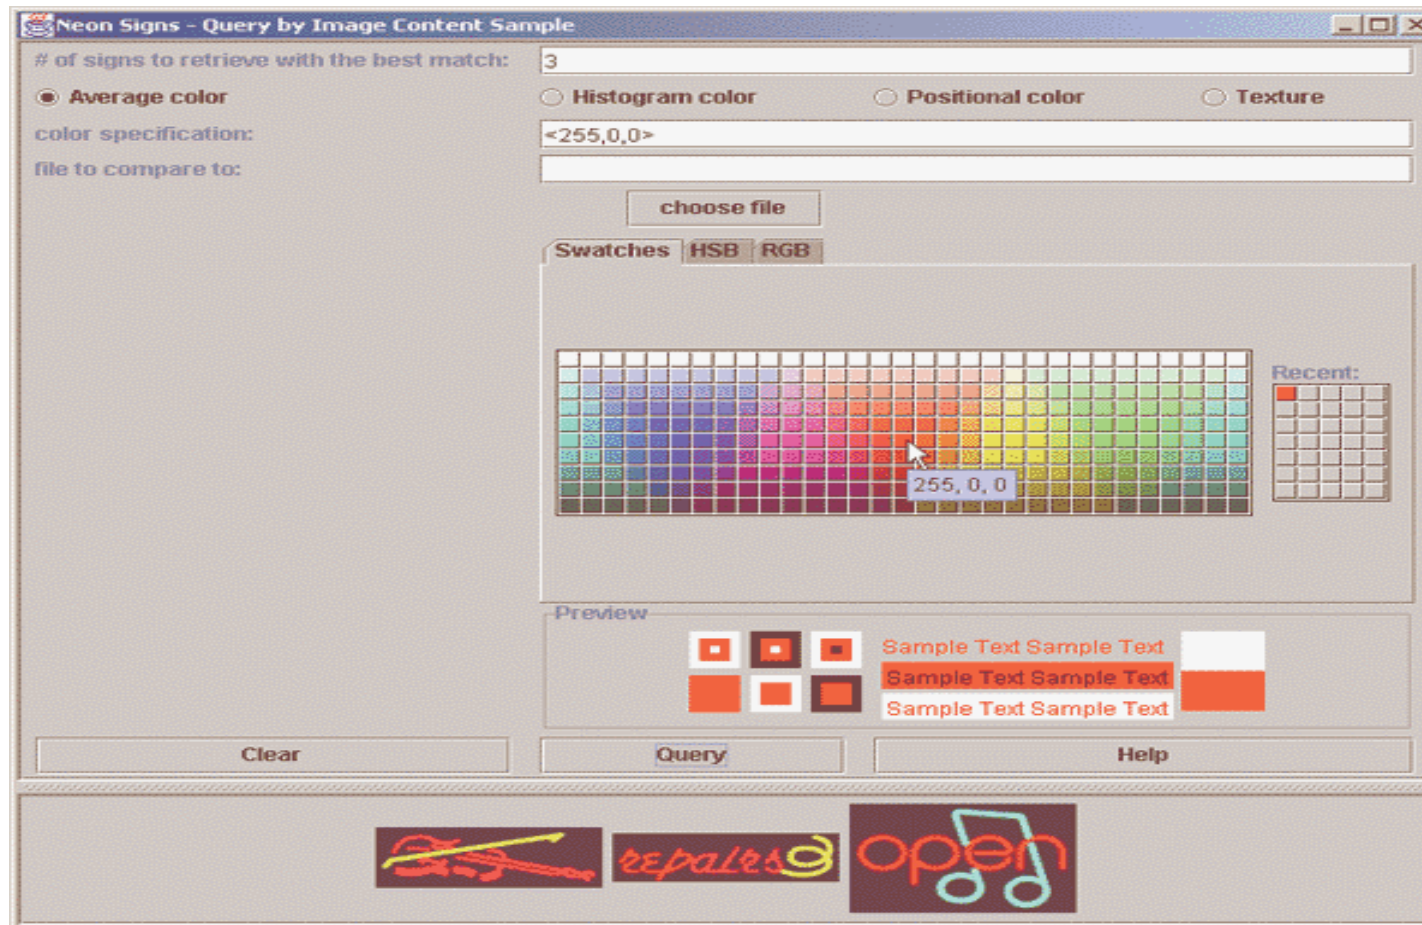 Neon Signs - Query by Image Content Sample
# of signs to retrieve with the best match: 3
Average color Histogram color Positional color Texture
color specification: <255,0,0>
file to compare to:
choose file
Swatches HSB RGB
Recent:
255, 0, 0
Preview
Sample Text Sample Text
Sample Text Sample Text
Sample Text Sample Text
Clear Query Help
repairs open